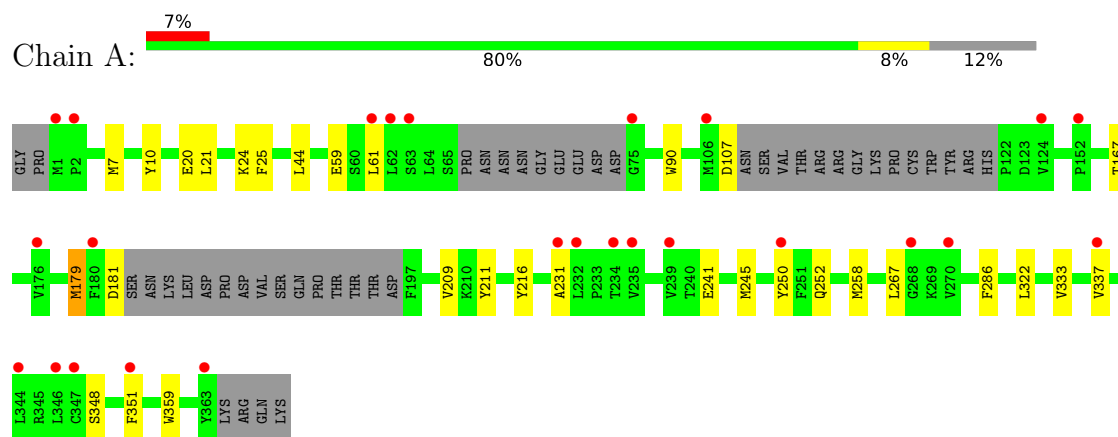 7%
Chain A:
80% 8% 12%
GLY PRO M1 P2 M7 Y10 E20 L21 K24 F25 L44 E59 S60 L61 L62 S63 L64 S65 PRO ASN ASN ASN GLY GLU GLU ASP ASP G75 W90 M106 D107 ASN SER VAL THR ARG ARG GLY LYS PRO CYS TRP TYR ARG HIS P122 D123 V124 P152 T167
V176 M179 F180 D181 SER ASN LYS LEU ASP PRO ASP VAL SER GLN PRO THR THR THR ASP F197 V209 K210 Y211 Y216 A231 L232 P233 T234 V235 V239 T240 E241 M245 Y250 F251 Q252 M258 L267 G268 K269 V270 F286 L322 V333 V337
L344 R345 L346 C347 S348 F351 W359 Y363 LYS ARG GLN LYS